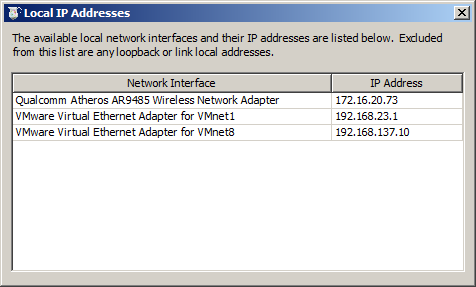 Local IP Addresses
The available local network interfaces and their IP addresses are listed below. Excluded
from this list are any loopback or link local addresses.
Network Interface IP Address
Qualcomm Atheros AR9485 Wireless Network Adapter 172.16.20.73
VMware Virtual Ethernet Adapter for VMnet1 192.168.23.1
VMware Virtual Ethernet Adapter for VMnet8 192.168.137.10